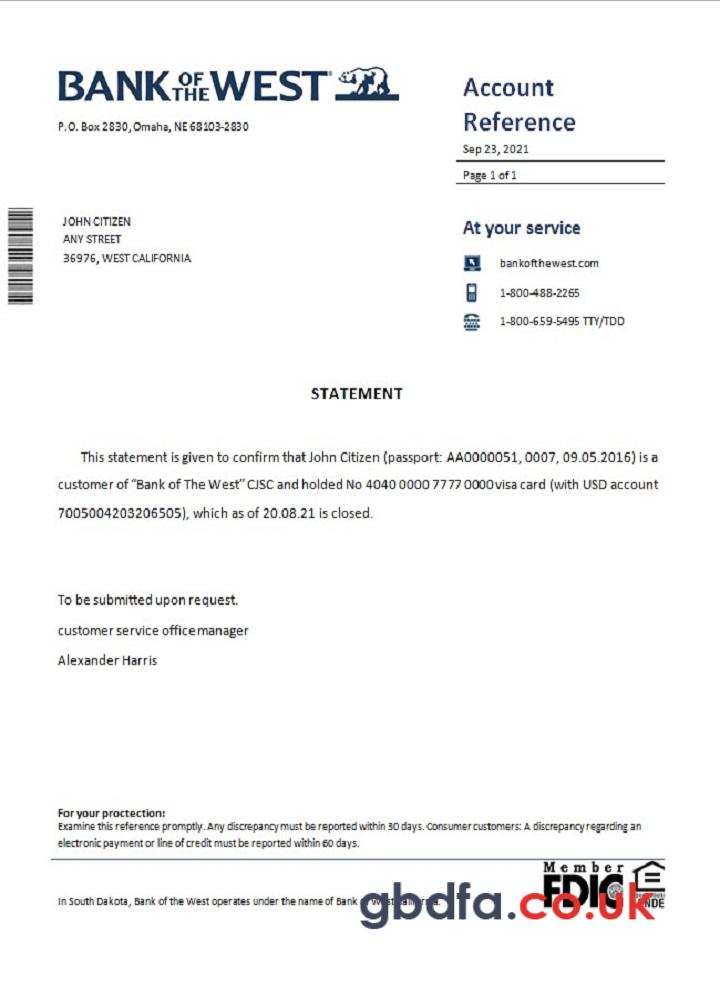 BANK OF THE WEST
P.O. Box 2830, Omaha, NE 68103-2830
Account
Reference
Sep 23, 2021
Page 1 of 1
JOHN CITIZEN
ANY STREET
36976, WEST CALIFORNIA
At your service
bankofthewest.com
1-800-488-2265
1-800-659-5495 TTY/TDD
STATEMENT
This statement is given to confirm that John Citizen (passport: AA0000051, 0007, 09.05.2016) is a
customer of “Bank of The West” CJSC and holded No 4040 0000 7777 0000visa card (with USD account
7005004203206505), which as of 20.08.21 is closed.
To be submitted upon request.
customer service office manager
Alexander Harris
For your proctection:
Examine this reference promptly. Any discrepancy must be reported within 30 days. Consumer customers: A discrepancy regarding an
electronic payment or line of credit must be reported within 60 days.
Member
FDIC
In South Dakota, Bank of the West operates under the name of Bank
gbdfa.co.uk